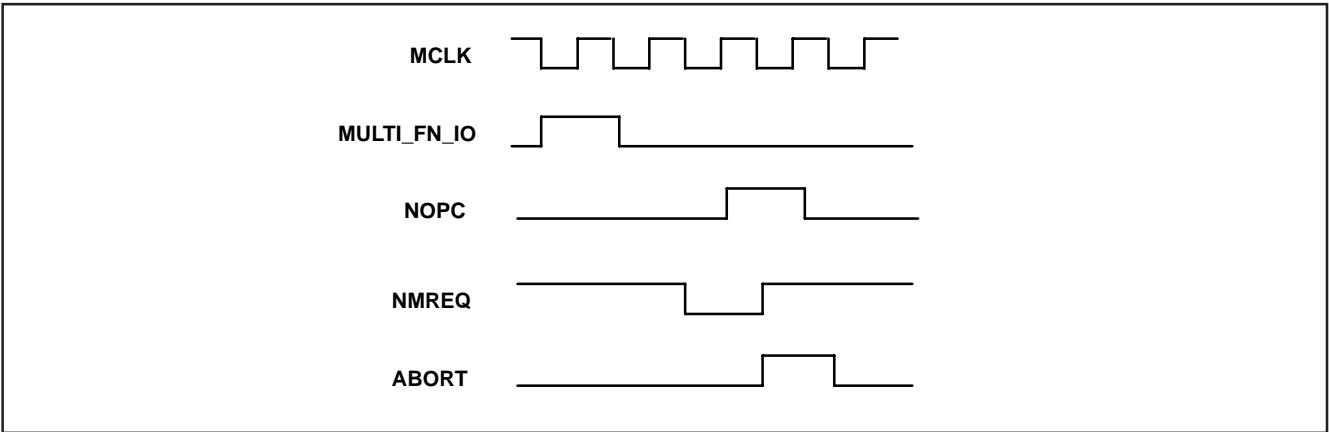 MCLK
MULTI_FN_IO
NOPC
NMREQ
ABORT